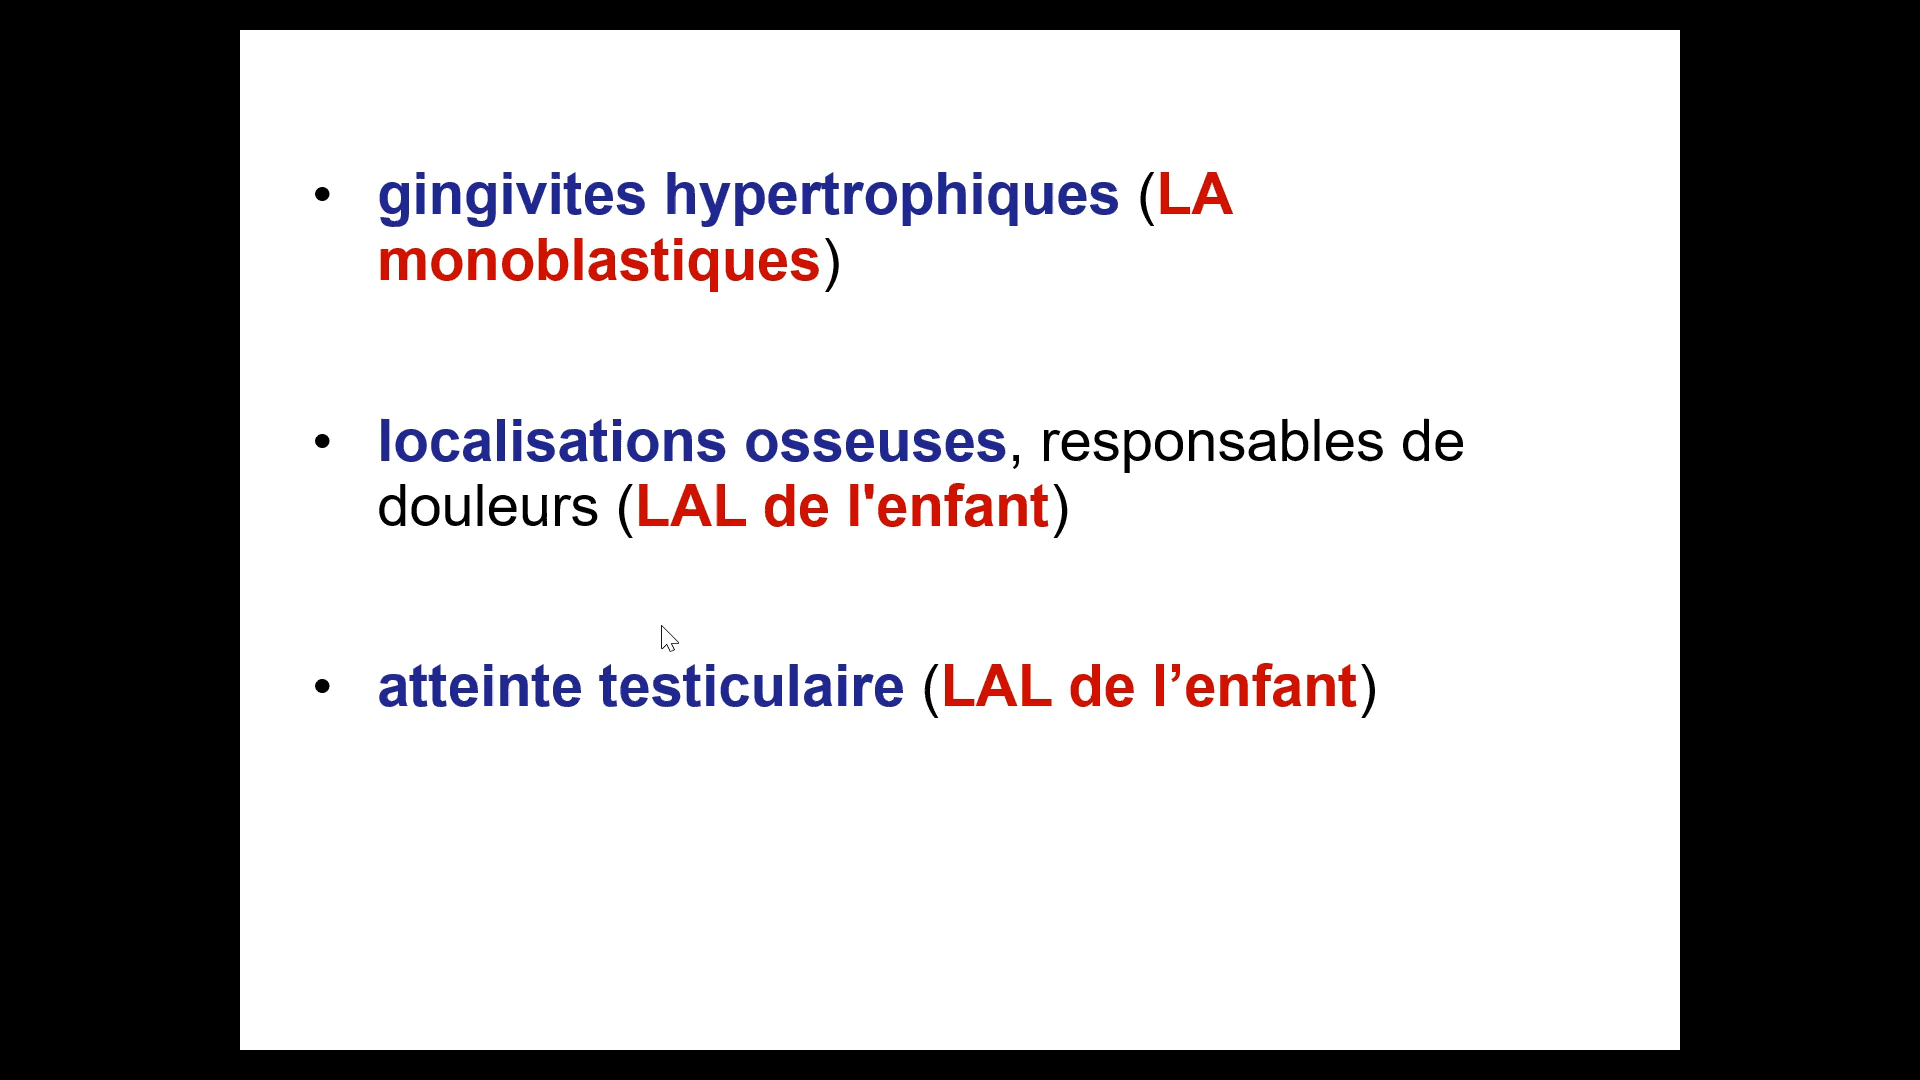 • gingivites hypertrophiques (LA
monoblastiques)
• localisations osseuses, responsables de
douleurs (LAL de l'enfant)
• atteinte testiculaire (LAL de l’enfant)